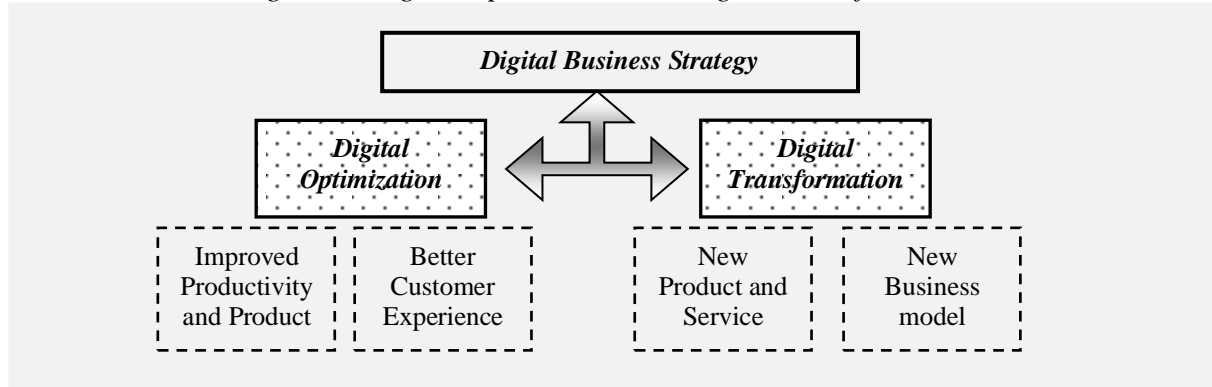 Digital Business Strategy
Digital
Optimization
Digital
Transformation
Improved
Productivity
and Product
Better
Customer
Experience
New
Product and
Service
New
Business
model